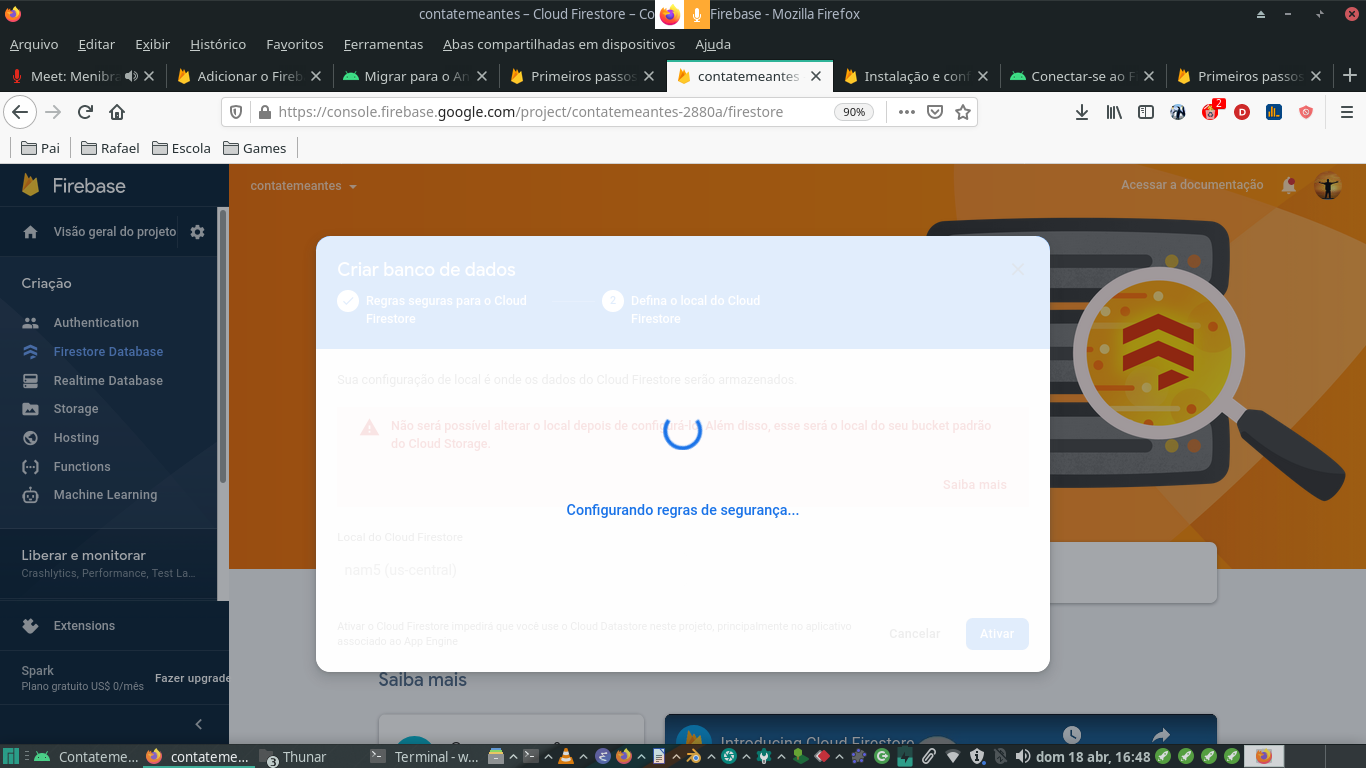 contatemeantes – Cloud Firestore – Co
Firebase - Mozilla Firefox
Arquivo Editar Exibir Histórico Favoritos Ferramentas Abas compartilhadas em dispositivos Ajuda
Meet: Menibra
Adicionar o Fireb
Migrar para o An
Primeiros passos
contatemeantes
Instalação e conf
Conectar-se ao F
Primeiros passos
https://console.firebase.google.com/project/contatemeantes-2880a/firestore
90%
2
Pai Rafael Escola Games
Firebase
contatemeantes
Acessar a documentação
Visão geral do projeto
Criação
Authentication
Firestore Database
Realtime Database
Storage
Hosting
Functions
Machine Learning
Liberar e monitorar
Crashlytics, Performance, Test La...
Extensions
Spark
Plano gratuito US$ 0/mês
Fazer upgrade
Criar banco de dados
Regras seguras para o Cloud
Firestore
2
Defina o local do Cloud
Firestore
Sua configuração de local é onde os dados do Cloud Firestore serão armazenados.
Não será possível alterar o local depois de configurá-lo. Além disso, esse será o local do seu bucket padrão
do Cloud Storage.
Saiba mais
Configurando regras de segurança...
Local do Cloud Firestore
nam5 (us-central)
Ativar o Cloud Firestore impedirá que você use o Cloud Datastore neste projeto, principalmente no aplicativo
associado ao App Engine
Cancelar
Ativar
Saiba mais
Introducing Cloud Firestore
Conteteme...
contateme...
3
Thunar
Terminal - w...
dom 18 abr, 16:48